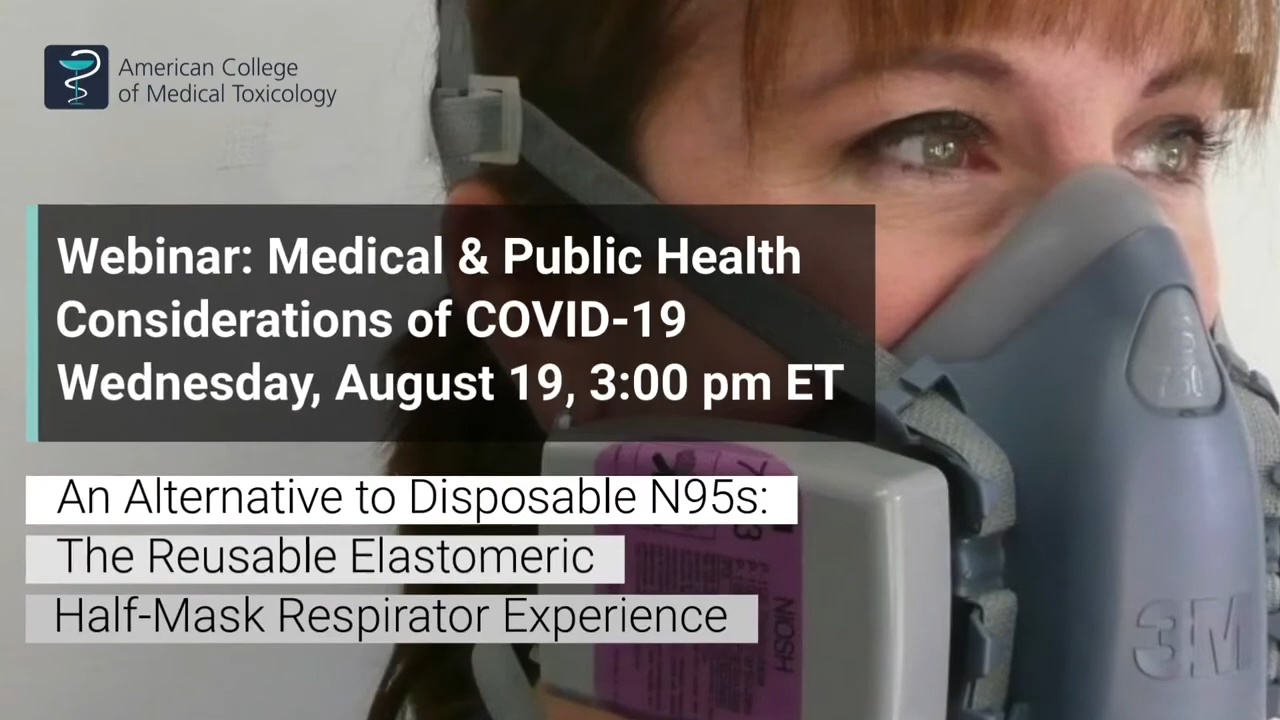 American College
of Medical Toxicology
Webinar: Medical & Public Health
Considerations of COVID-19
Wednesday, August 19, 3:00 pm ET
An Alternative to Disposable N95s:
The Reusable Elastomeric
Half-Mask Respirator Experience
NIOSH
3M